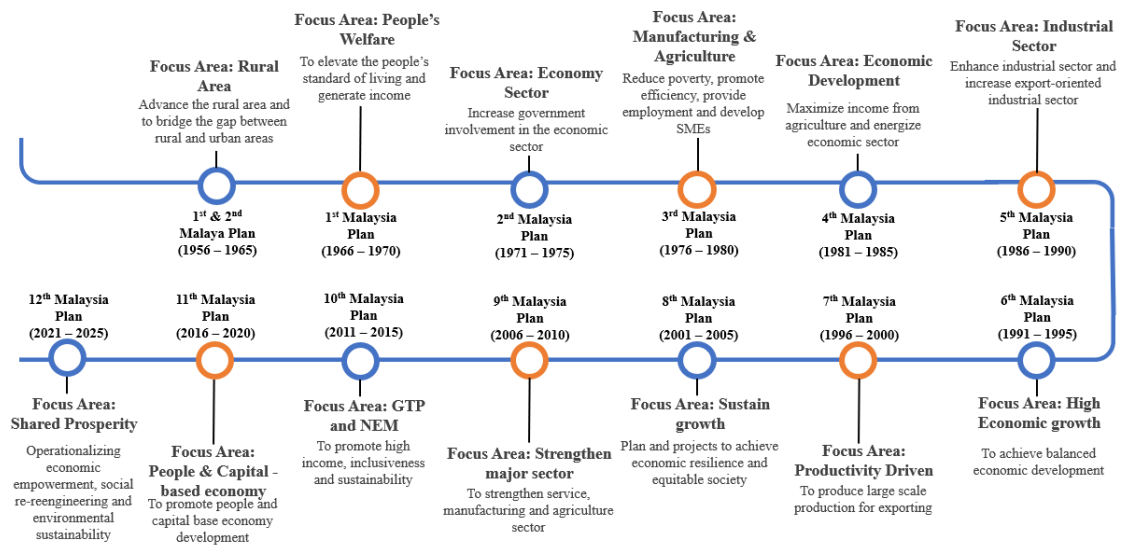 Focus Area: Rural
Area
Advance the rural area and
to bridge the gap between
rural and urban areas
1st & 2nd
Malaya Plan
(1956 – 1965)
Focus Area: People's
Welfare
To elevate the people's
standard of living and
generate income
1st Malaysia
Plan
(1966 – 1970)
Focus Area: Economy
Sector
Increase government
involvement in the economic
sector
2nd Malaysia
Plan
(1971 – 1975)
Focus Area:
Manufacturing &
Agriculture
Reduce poverty, promote
efficiency, provide
employment and develop
SMEs
3rd Malaysia
Plan
(1976 – 1980)
Focus Area: Economic
Development
Maximize income from
agriculture and energize
economic sector
4th Malaysia
Plan
(1981 – 1985)
Focus Area: Industrial
Sector
Enhance industrial sector and
increase export-oriented
industrial sector
5th Malaysia
Plan
(1986 – 1990)
6th Malaysia
Plan
(1991 – 1995)
Focus Area: High
Economic growth
To achieve balanced
economic development
7th Malaysia
Plan
(1996 – 2000)
Focus Area:
Productivity Driven
To produce large scale
production for exporting
8th Malaysia
Plan
(2001 – 2005)
Focus Area: Sustain
growth
Plan and projects to achieve
economic resilience and
equitable society
9th Malaysia
Plan
(2006 – 2010)
Focus Area: Strengthen
major sector
To strengthen service,
manufacturing and agriculture
sector
10th Malaysia
Plan
(2011 – 2015)
Focus Area: GTP
and NEM
To promote high
income, inclusiveness
and sustainability
11th Malaysia
Plan
(2016 – 2020)
Focus Area:
People & Capital -
based economy
To promote people and
capital base economy
development
12th Malaysia
Plan
(2021 – 2025)
Focus Area:
Shared Prosperity
Operationalizing
economic
empowerment, social
re-reengineering and
environmental
sustainability